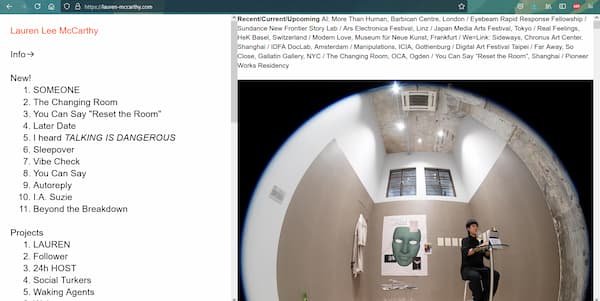 https://lauren-mccarthy.com
Lauren Lee McCarthy
Info→
New!
1. SOMEONE
2. The Changing Room
3. You Can Say "Reset the Room"
4. Later Date
5. I heard TALKING IS DANGEROUS
6. Sleepover
7. Vibe Check
8. You Can Say
9. Autoreply
10. I.A. Suzie
11. Beyond the Breakdown
Projects
1. LAUREN
2. Follower
3. 24h HOST
4. Social Turkers
5. Waking Agents
Recent/Current/Upcoming AI; More Than Human, Barbican Centre, London / Eyebeam Rapid Response Fellowship /
Sundance New Frontier Story Lab / Ars Electronica Festival, Linz / Japan Media Arts Festival, Tokyo / Real Feelings,
HeK Basel, Switzerland / Modern Love, Museum für Neue Kunst, Frankfurt / We=Link: Sideways, Chronus Art Center,
Shanghai / IDFA DocLab, Amsterdam / Manipulations, ICIA, Gothenburg / Digital Art Festival Taipei / Far Away, So
Close, Gallatin Gallery, NYC / The Changing Room, OCA, Ogden / You Can Say "Reset the Room", Shanghai / Pioneer
Works Residency